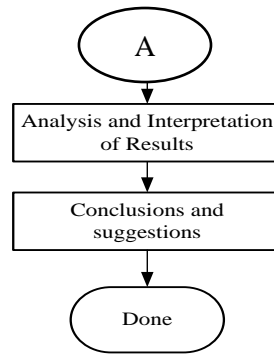 A
Analysis and Interpretation
of Results
Conclusions and
suggestions
Done